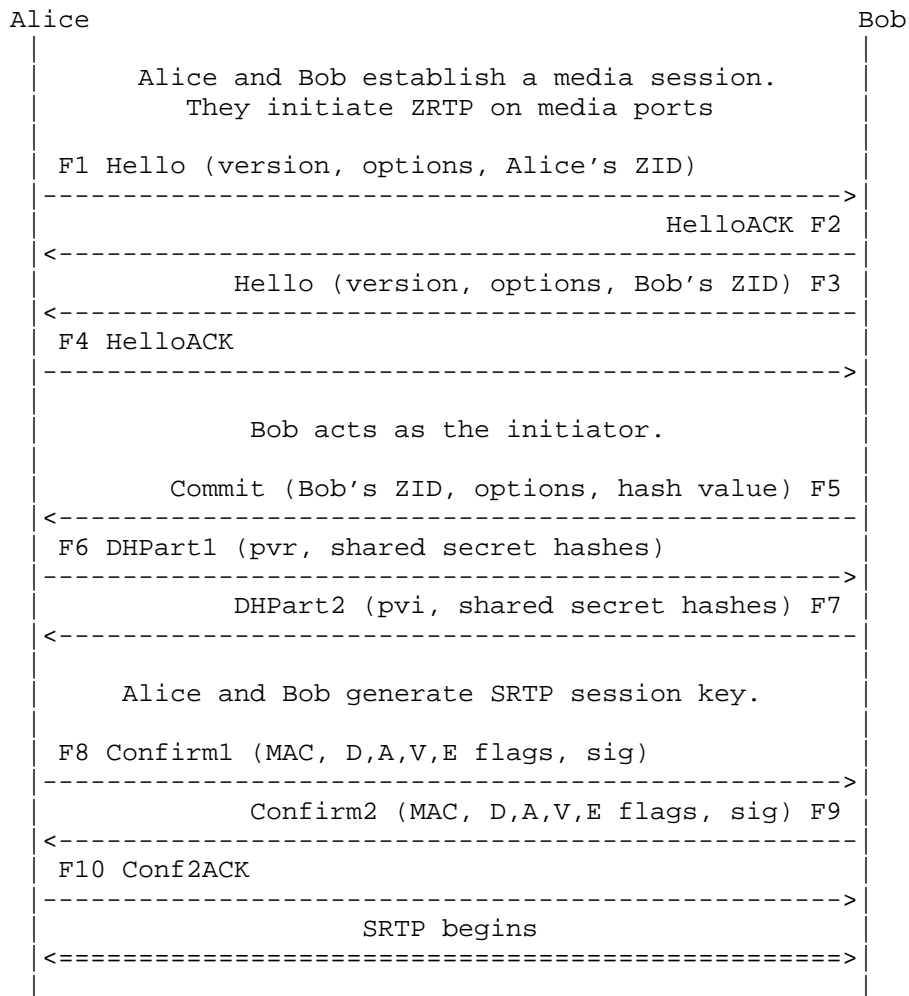 Alice Bob
Alice and Bob establish a media session.
They initiate ZRTP on media ports
F1 Hello (version, options, Alice's ZID)
HelloACK F2
Hello (version, options, Bob's ZID) F3
F4 HelloACK
Bob acts as the initiator.
Commit (Bob's ZID, options, hash value) F5
F6 DHPart1 (pvr, shared secret hashes)
DHPart2 (pvi, shared secret hashes) F7
Alice and Bob generate SRTP session key.
F8 Confirm1 (MAC, D,A,V,E flags, sig)
Confirm2 (MAC, D,A,V,E flags, sig) F9
F10 Conf2ACK
SRTP begins